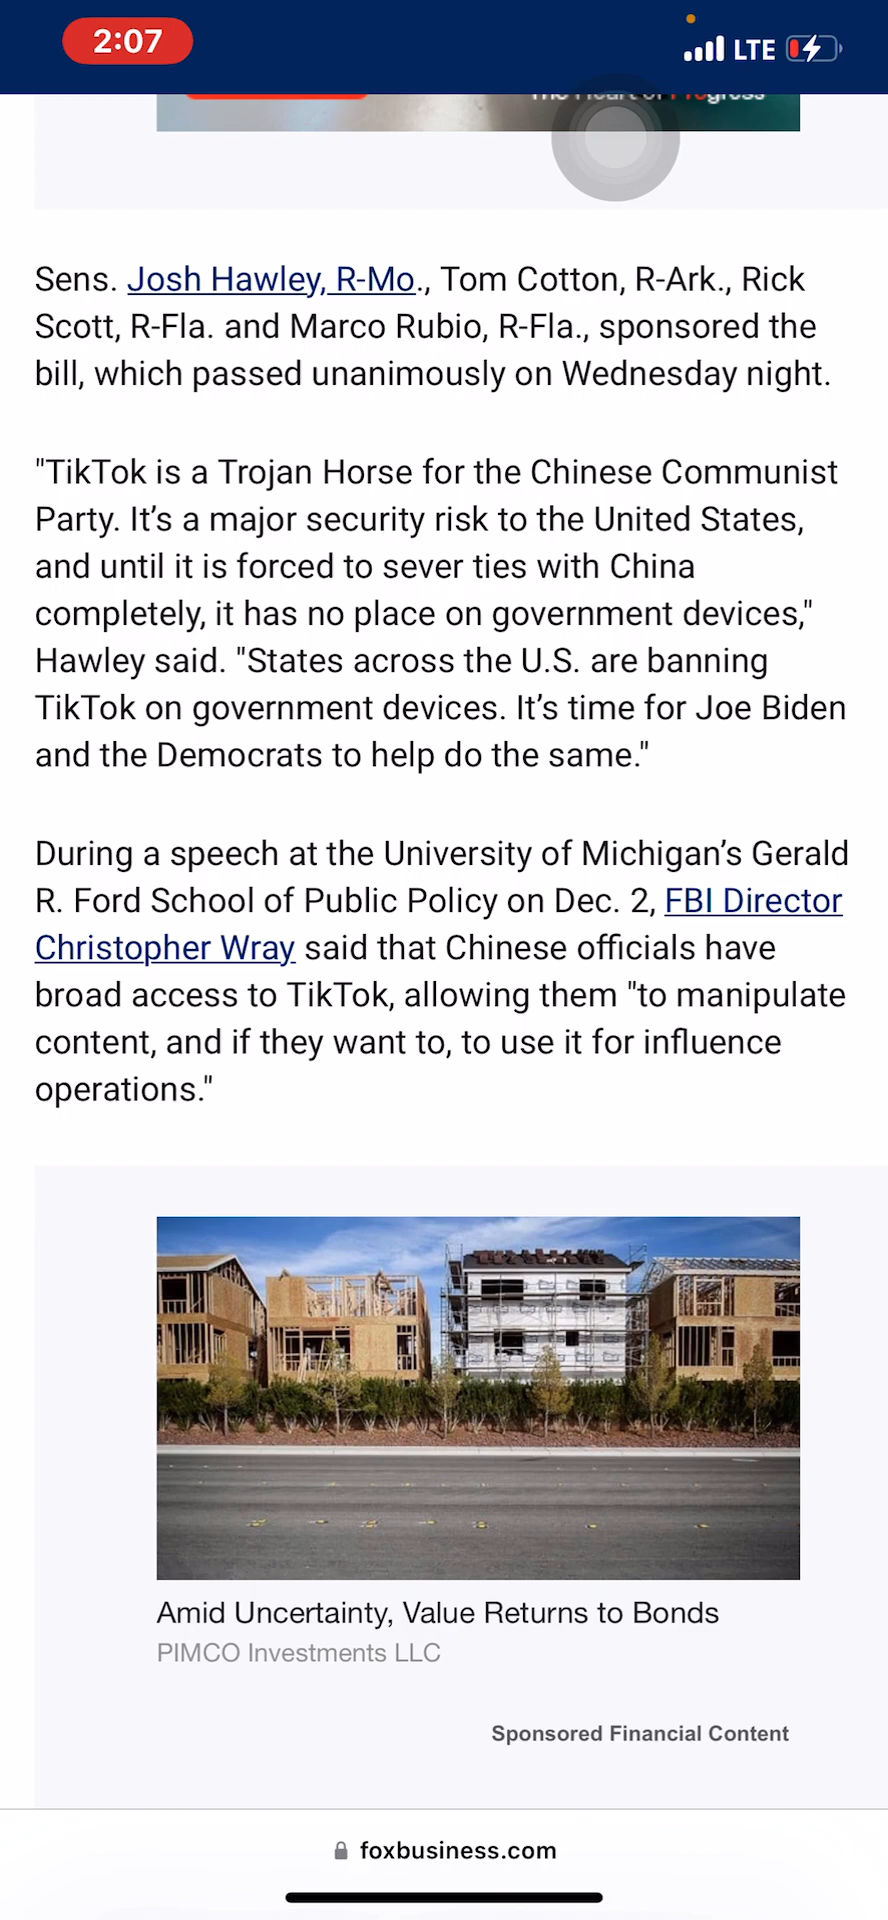 2:07
LTE
The Heart of Progress
Sens. Josh Hawley, R-Mo., Tom Cotton, R-Ark., Rick
Scott, R-Fla. and Marco Rubio, R-Fla., sponsored the
bill, which passed unanimously on Wednesday night.
"TikTok is a Trojan Horse for the Chinese Communist
Party. It’s a major security risk to the United States,
and until it is forced to sever ties with China
completely, it has no place on government devices,"
Hawley said. "States across the U.S. are banning
TikTok on government devices. It’s time for Joe Biden
and the Democrats to help do the same."
During a speech at the University of Michigan’s Gerald
R. Ford School of Public Policy on Dec. 2, FBI Director
Christopher Wray said that Chinese officials have
broad access to TikTok, allowing them "to manipulate
content, and if they want to, to use it for influence
operations."
Amid Uncertainty, Value Returns to Bonds
PIMCO Investments LLC
Sponsored Financial Content
foxbusiness.com